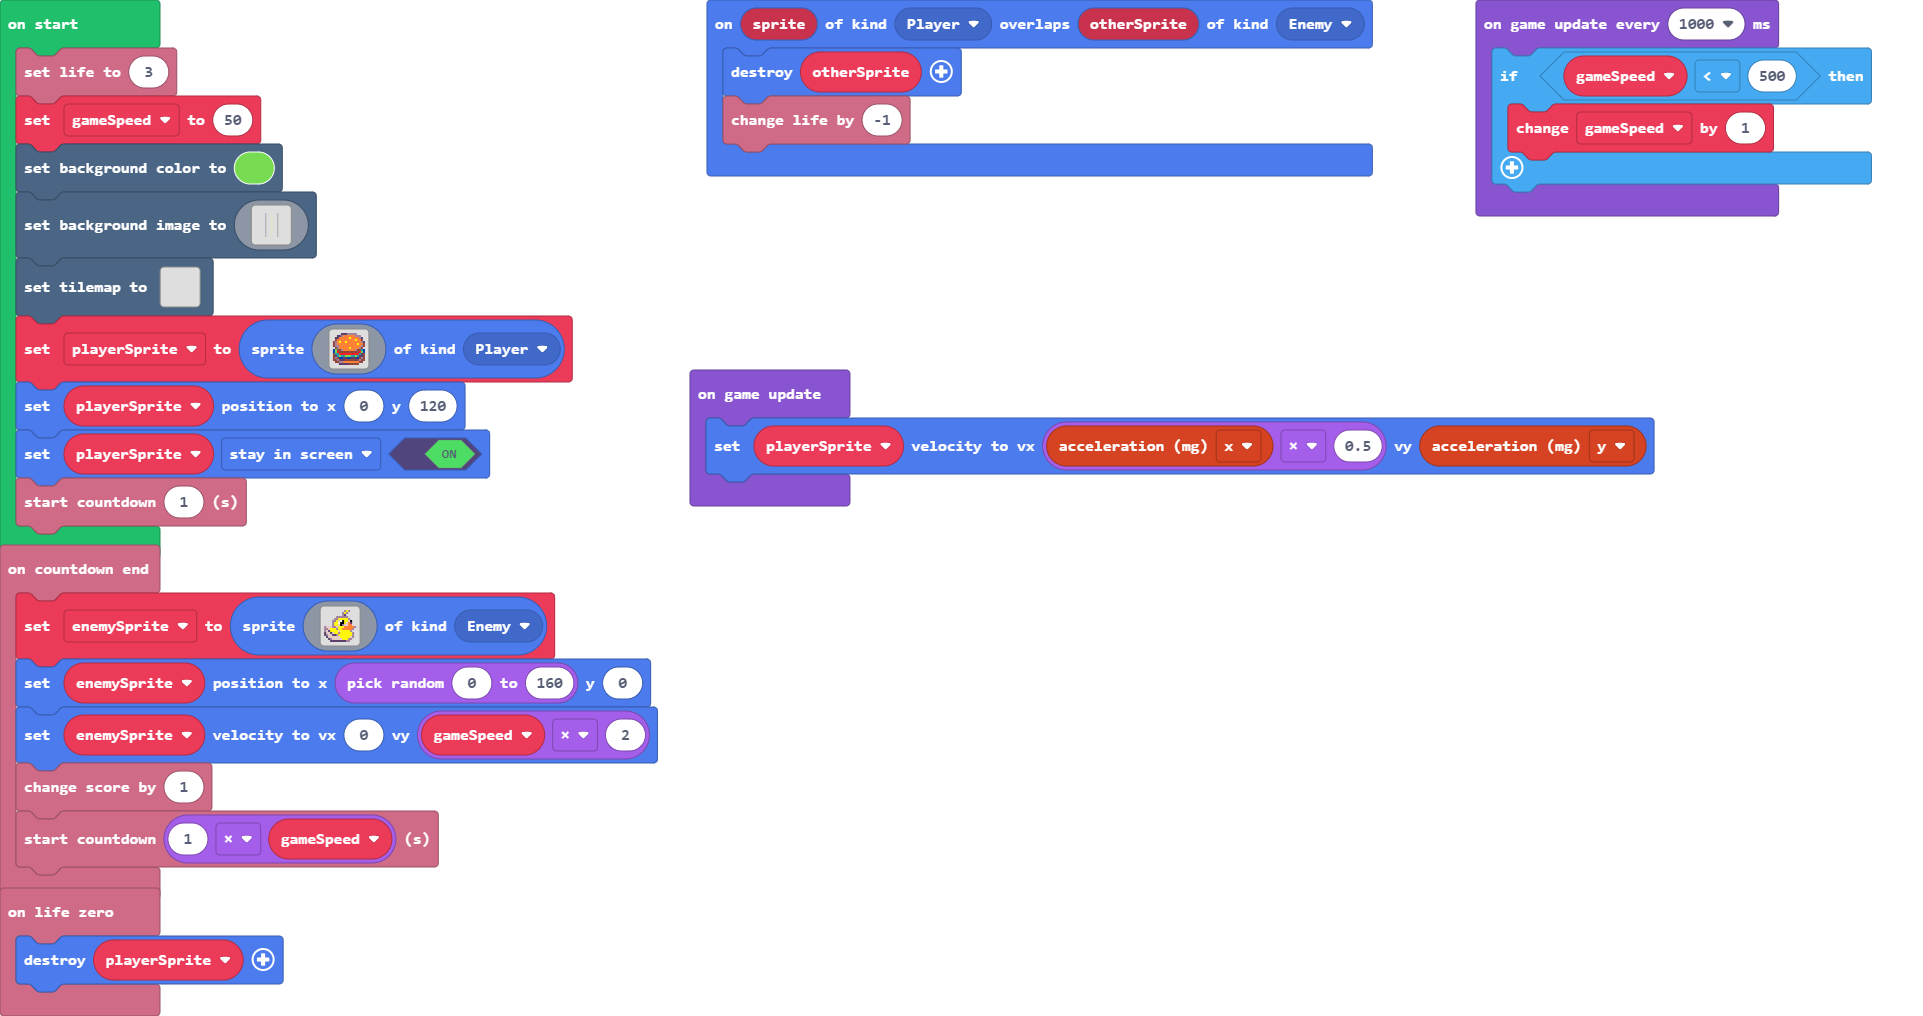 on start
set life to 3
set gameSpeed to 50
set background color to
set background image to
set tilemap to
set playerSprite to sprite of kind Player
set playerSprite position to x 0 y 120
set playerSprite stay in screen ON
start countdown 1 (s)
on countdown end
set enemySprite to sprite of kind Enemy
set enemySprite position to x pick random 0 to 160 y 0
set enemySprite velocity to vx 0 vy gameSpeed × 2
change score by 1
start countdown 1 × gameSpeed (s)
on life zero
destroy playerSprite
on sprite of kind Player overlaps otherSprite of kind Enemy
destroy otherSprite
change life by -1
on game update
set playerSprite velocity to vx acceleration (mg) x × 0.5 vy acceleration (mg) y
on game update every 1000 ms
if gameSpeed < 500 then
change gameSpeed by 1